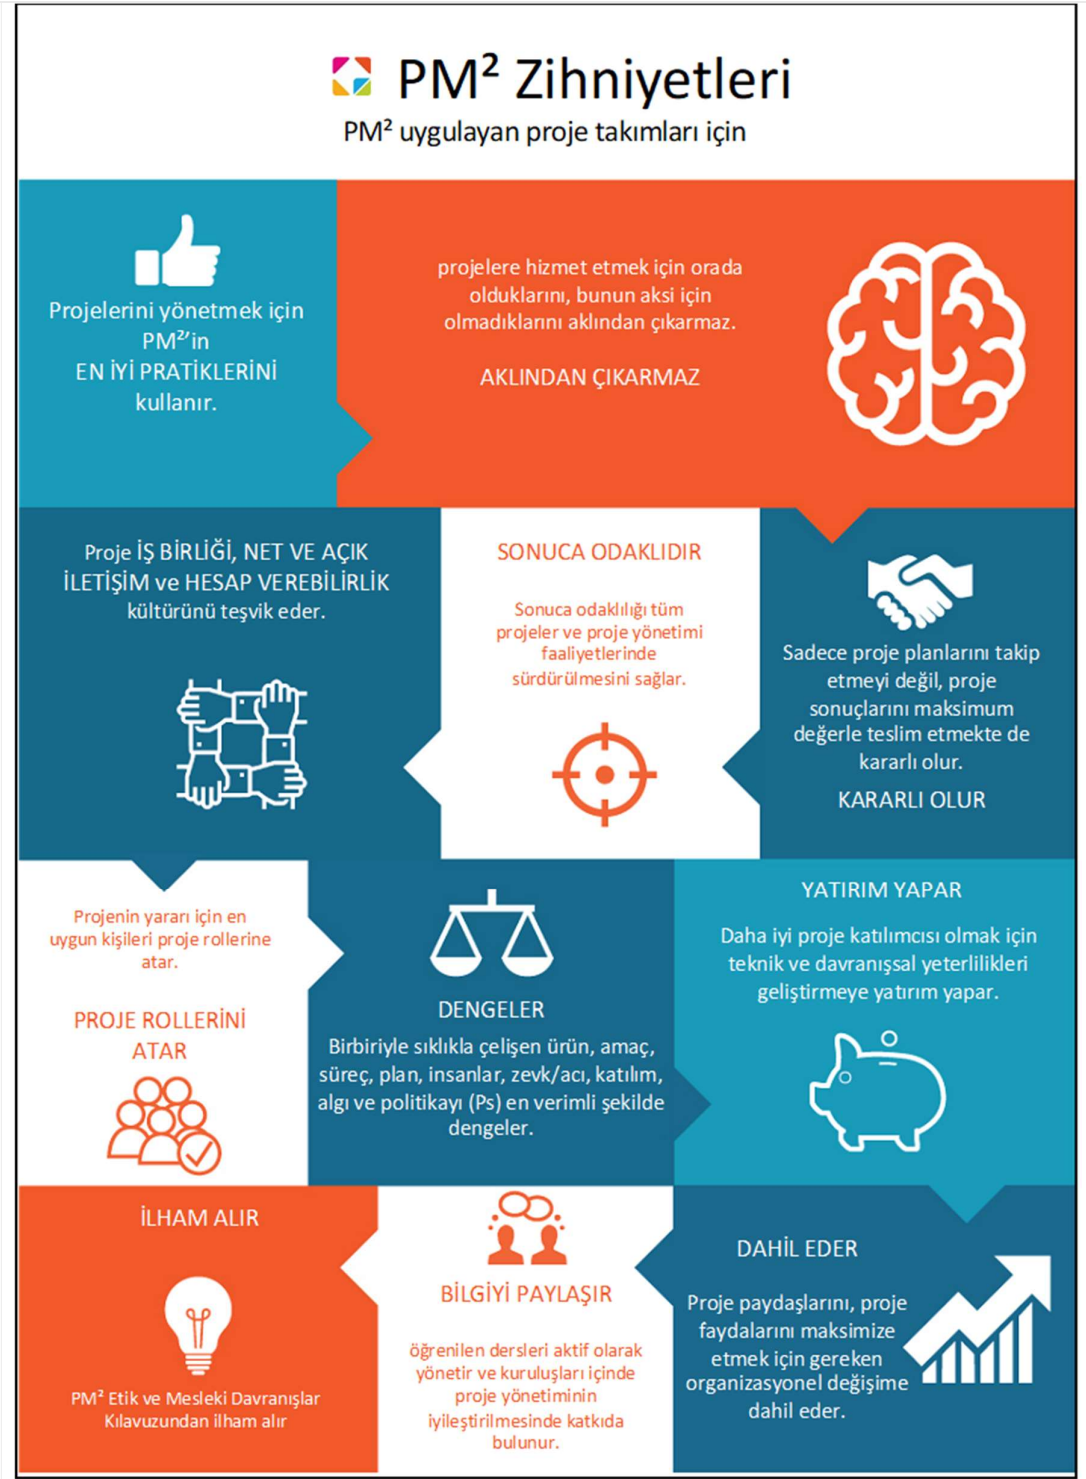 PM² Zihniyetleri
PM² uygulayan proje takımları için
Projelerini yönetmek için
PM²’in
EN İYİ PRATİKLERİNİ
kullanır.
projelere hizmet etmek için orada
olduklarını, bunun aksi için
olmadıklarını aklından çıkarmaz.
AKLINDAN ÇIKARMAZ
Proje İŞ BİRLİĞİ, NET VE AÇIK
İLETİŞİM ve HESAP VEREBİLİRLİK
kültürünü teşvik eder.
SONUCA ODAKLIDIR
Sonuca odaklılığı tüm
projeler ve proje yönetimi
faaliyetlerinde
sürdürülmesini sağlar.
Sadece proje planlarını takip
etmeyi değil, proje
sonuçlarını maksimum
değerle teslim etmekte de
kararlı olur.
KARARLI OLUR
Projenin yararı için en
uygun kişileri proje rollerine
atar.
PROJE ROLLERİNİ
ATAR
DENGELER
Birbiriyle sıklıkla çelişen ürün, amaç,
süreç, plan, insanlar, zevk/acı, katılım,
algı ve politikayı (Ps) en verimli şekilde
dengeler.
YATIRIM YAPAR
Daha iyi proje katılımcısı olmak için
teknik ve davranışsal yeterlilikleri
geliştirmeye yatırım yapar.
İLHAM ALIR
PM² Etik ve Mesleki Davranışlar
Kılavuzundan ilham alır
BİLGİYİ PAYLAŞIR
öğrenilen dersleri aktif olarak
yönetir ve kuruluşları içinde
proje yönetiminin
iyileştirilmesinde katkıda
bulunur.
DAHİL EDER
Proje paydaşlarını, proje
faydalarını maksimize
etmek için gereken
organizasyonel değişime
dahil eder.